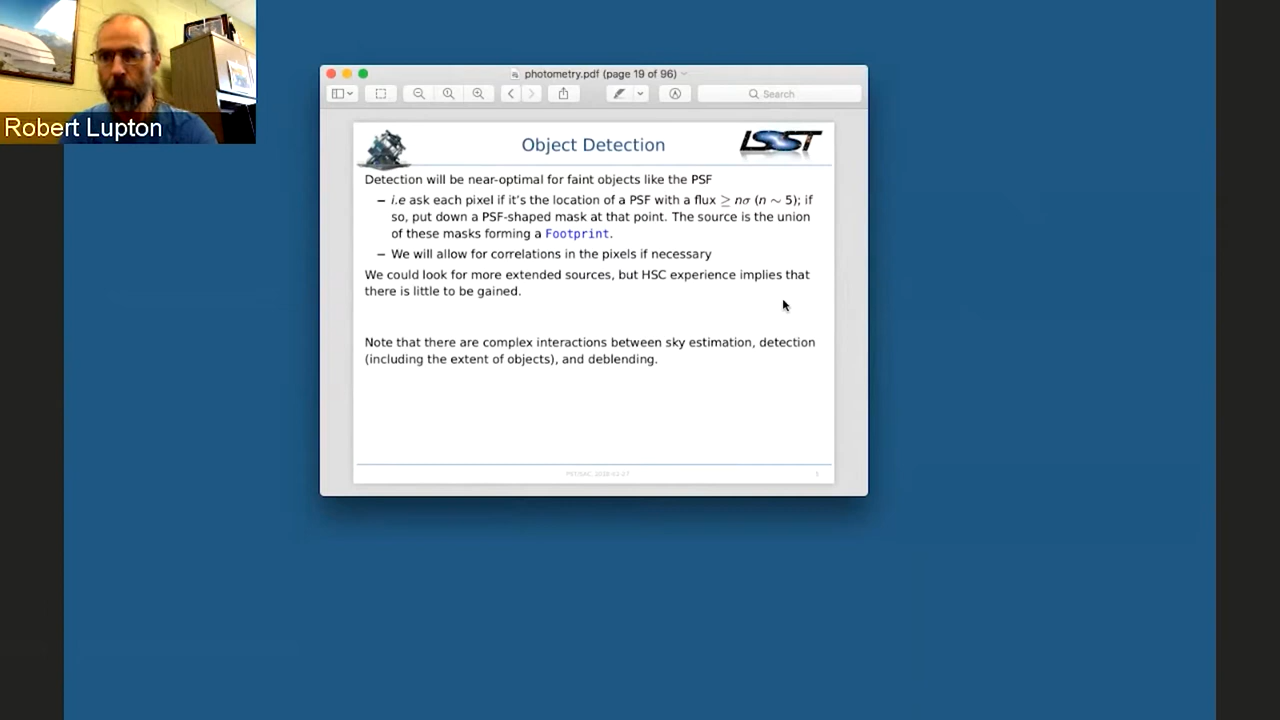 Robert Lupton
photometry.pdf (page 19 of 96)
Search
Object Detection
LSST
Detection will be near-optimal for faint objects like the PSF
– i.e ask each pixel if it's the location of a PSF with a flux ≥ nσ (n ∼ 5); if
so, put down a PSF-shaped mask at that point. The source is the union
of these masks forming a Footprint.
– We will allow for correlations in the pixels if necessary
We could look for more extended sources, but HSC experience implies that
there is little to be gained.
Note that there are complex interactions between sky estimation, detection
(including the extent of objects), and deblending.